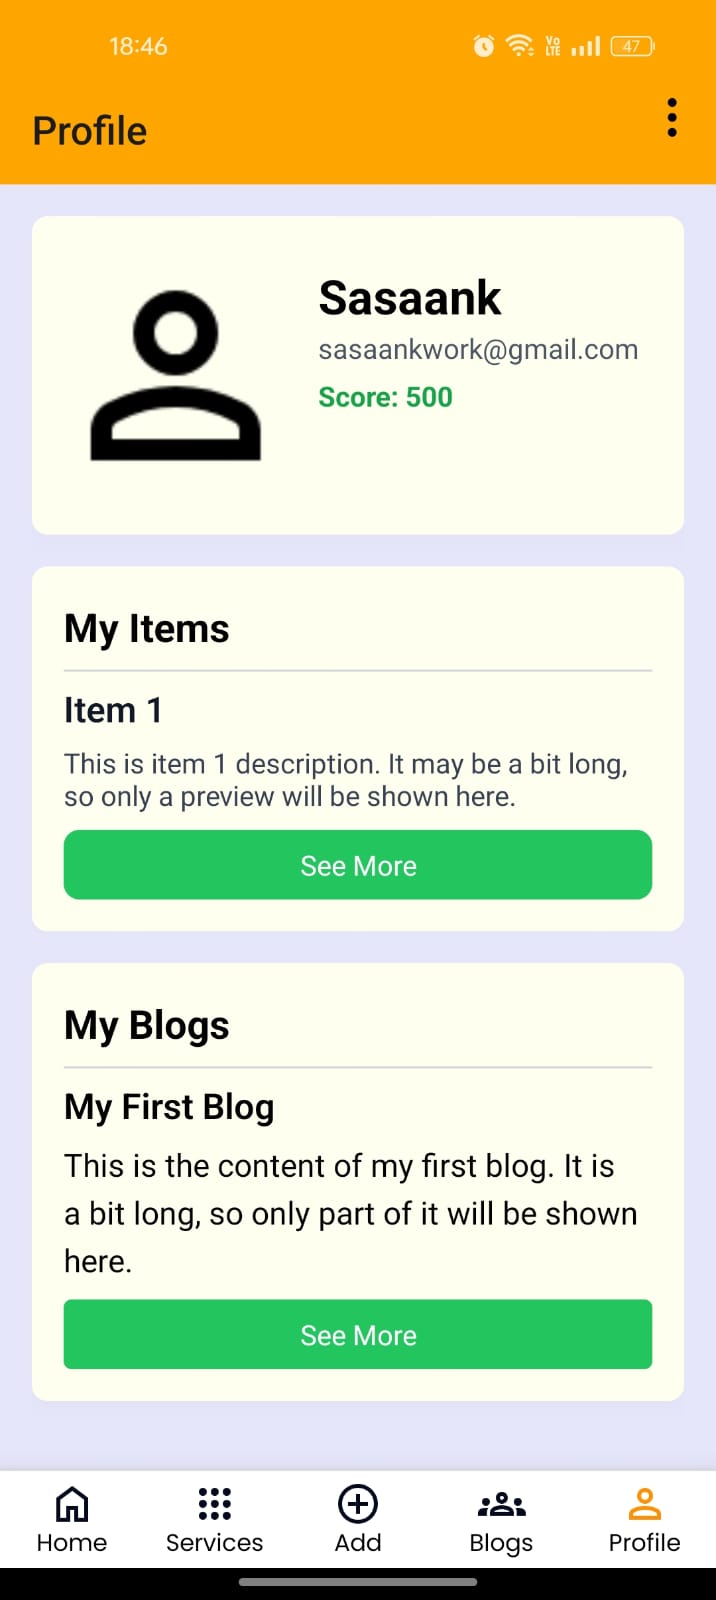 18:46
Vo
LTE
47
Profile
Sasaank
sasaankwork@gmail.com
Score: 500
My Items
Item 1
This is item 1 description. It may be a bit long,
so only a preview will be shown here.
See More
My Blogs
My First Blog
This is the content of my first blog. It is
a bit long, so only part of it will be shown
here.
See More
Home
Services
Add
Blogs
Profile